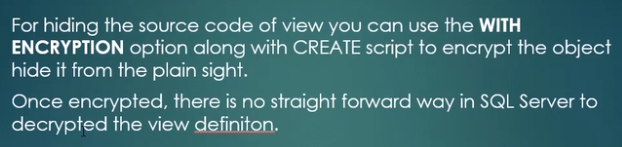 For hiding the source code of view you can use the WITH
ENCRYPTION option along with CREATE script to encrypt the object
hide it from the plain sight.
Once encrypted, there is no straight forward way in SQL Server to
decrypted the view definiton.